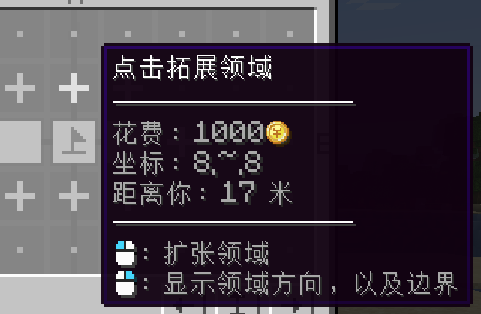 点击拓展领域
花费：1000
坐标：8,~,8
距离你：17 米
：扩张领域
：显示领域方向，以及边界